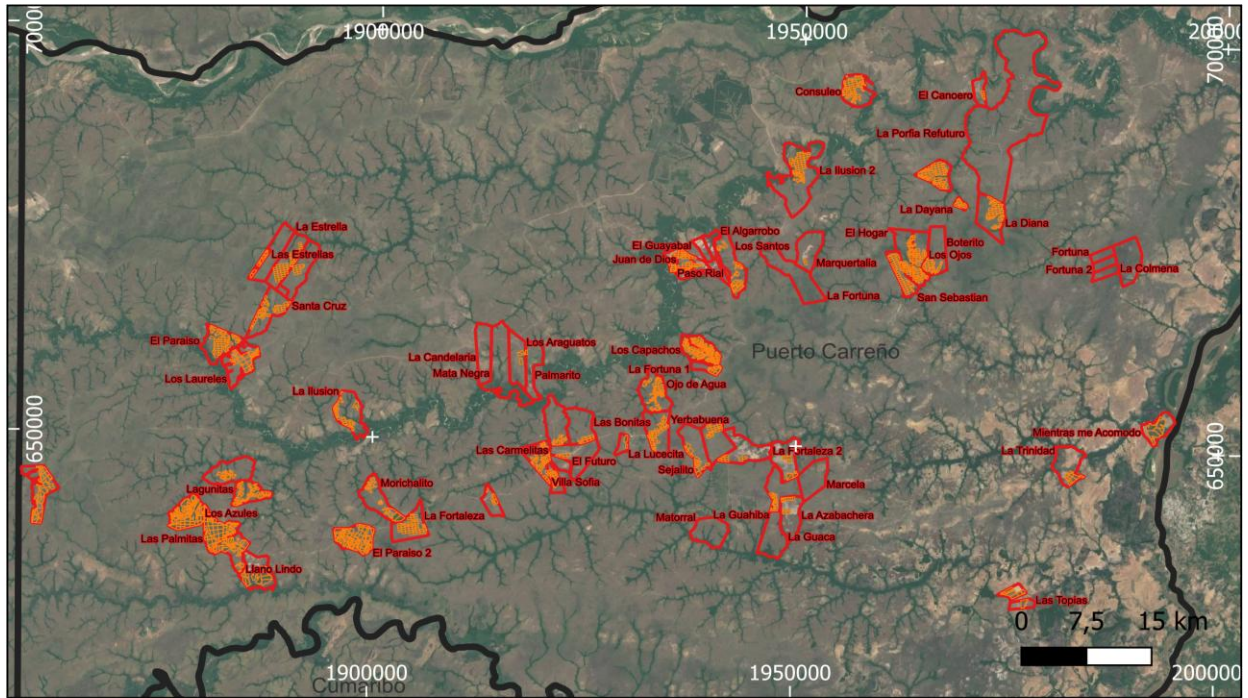 700000
1900000
1950000
2000000
700000
Consuleo
El Canoero
La Porfia Refuturo
La Ilusion 2
La Dayana
La Diana
La Estrella
El Algarrobo
El Guayabal
Los Santos
El Hogar
Boterito
Las Estrellas
Juan de Dios
Paso Rial
Marquertalia
Los Ojos
Fortuna
Fortuna 2
La Colmena
Santa Cruz
La Fortuna
San Sebastian
El Paraiso
Los Araguatos
La Candelaria
Los Capachos
Puerto Carreño
Los Laureles
Mata Negra
Palmarito
La Fortuna 1
Ojo de Agua
La Ilusion
Las Bonitas
Yerbabuena
Mientras me Acomodo
650000
Las Carmelitas
La Lucecita
La Fortaleza 2
La Trinidad
650000
El Futuro
Sejalito
Villa Sofia
Marcela
Lagunitas
Morichalito
Los Azules
La Fortaleza
Matorral
La Guahiba
La Azabachera
Las Palmitas
El Paraiso 2
La Guaca
Llano Lindo
Las Topias
0 7,5 15 km
1900000
1950000
200000
Cumaribo